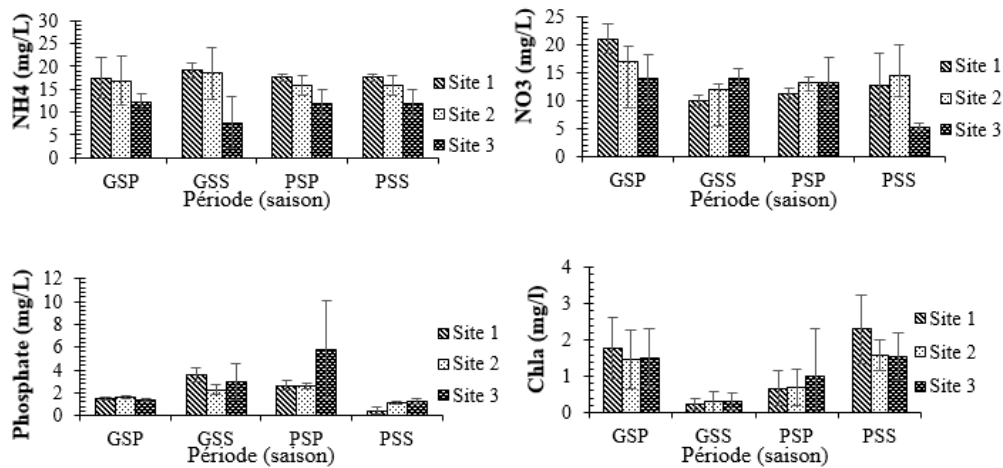 NH4 (mg/L)
30
25
20
15
10
5
0
GSP GSS PSP PSS
Période (saison)
Site 1
Site 2
Site 3
NO3 (mg/L)
25
20
15
10
5
0
GSP GSS PSP PSS
Période (saison)
Site 1
Site 2
Site 3
Phosphate (mg/L)
12
10
8
6
4
2
0
GSP GSS PSP PSS
Période (saison)
Site 1
Site 2
Site 3
Chla (mg/l)
4
3
2
1
0
GSP GSS PSP PSS
Période (saison)
Site 1
Site 2
Site 3